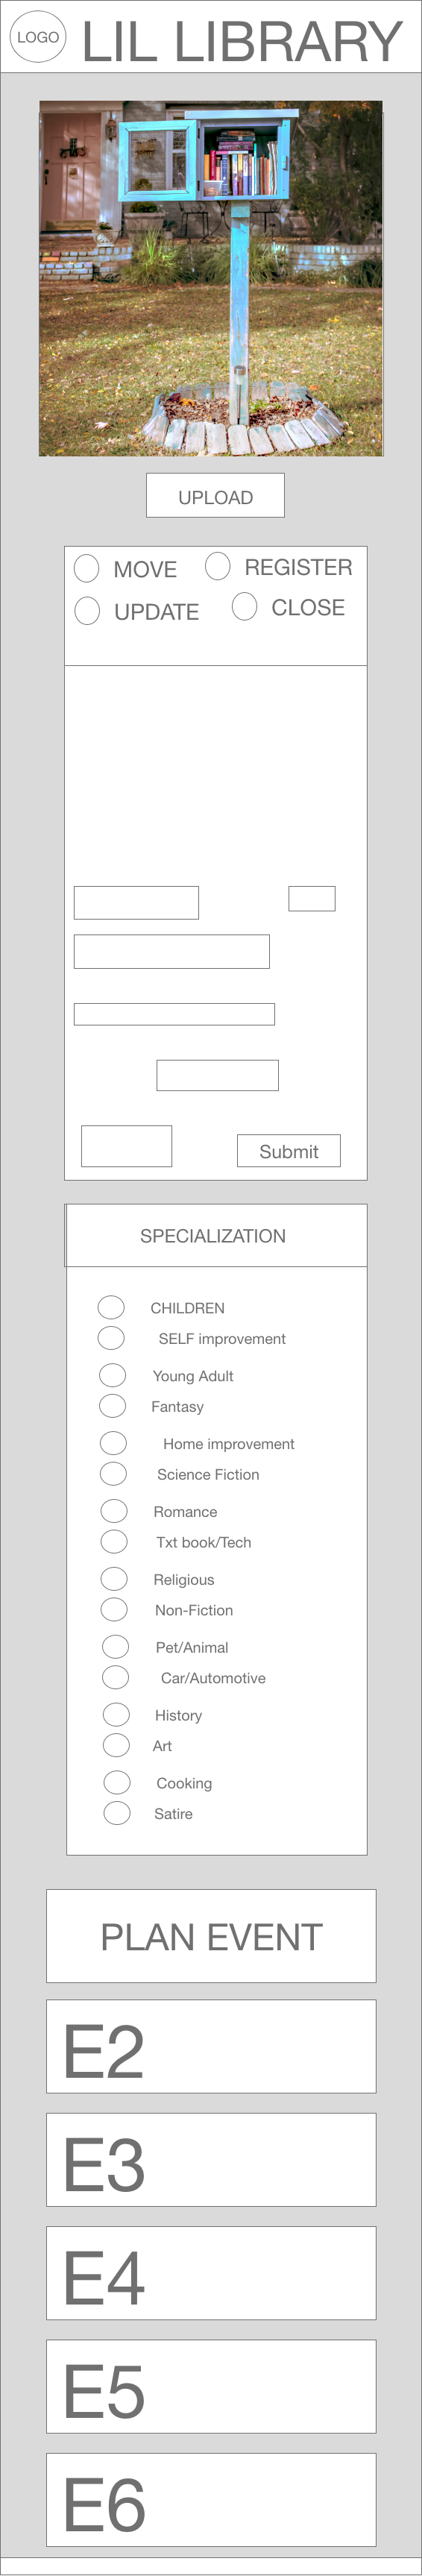 LOGO LIL LIBRARY
UPLOAD
MOVE REGISTER
UPDATE CLOSE
Submit
SPECIALIZATION
CHILDREN
SELF improvement
Young Adult
Fantasy
Home improvement
Science Fiction
Romance
Txt book/Tech
Religious
Non-Fiction
Pet/Animal
Car/Automotive
History
Art
Cooking
Satire
PLAN EVENT
E2
E3
E4
E5
E6